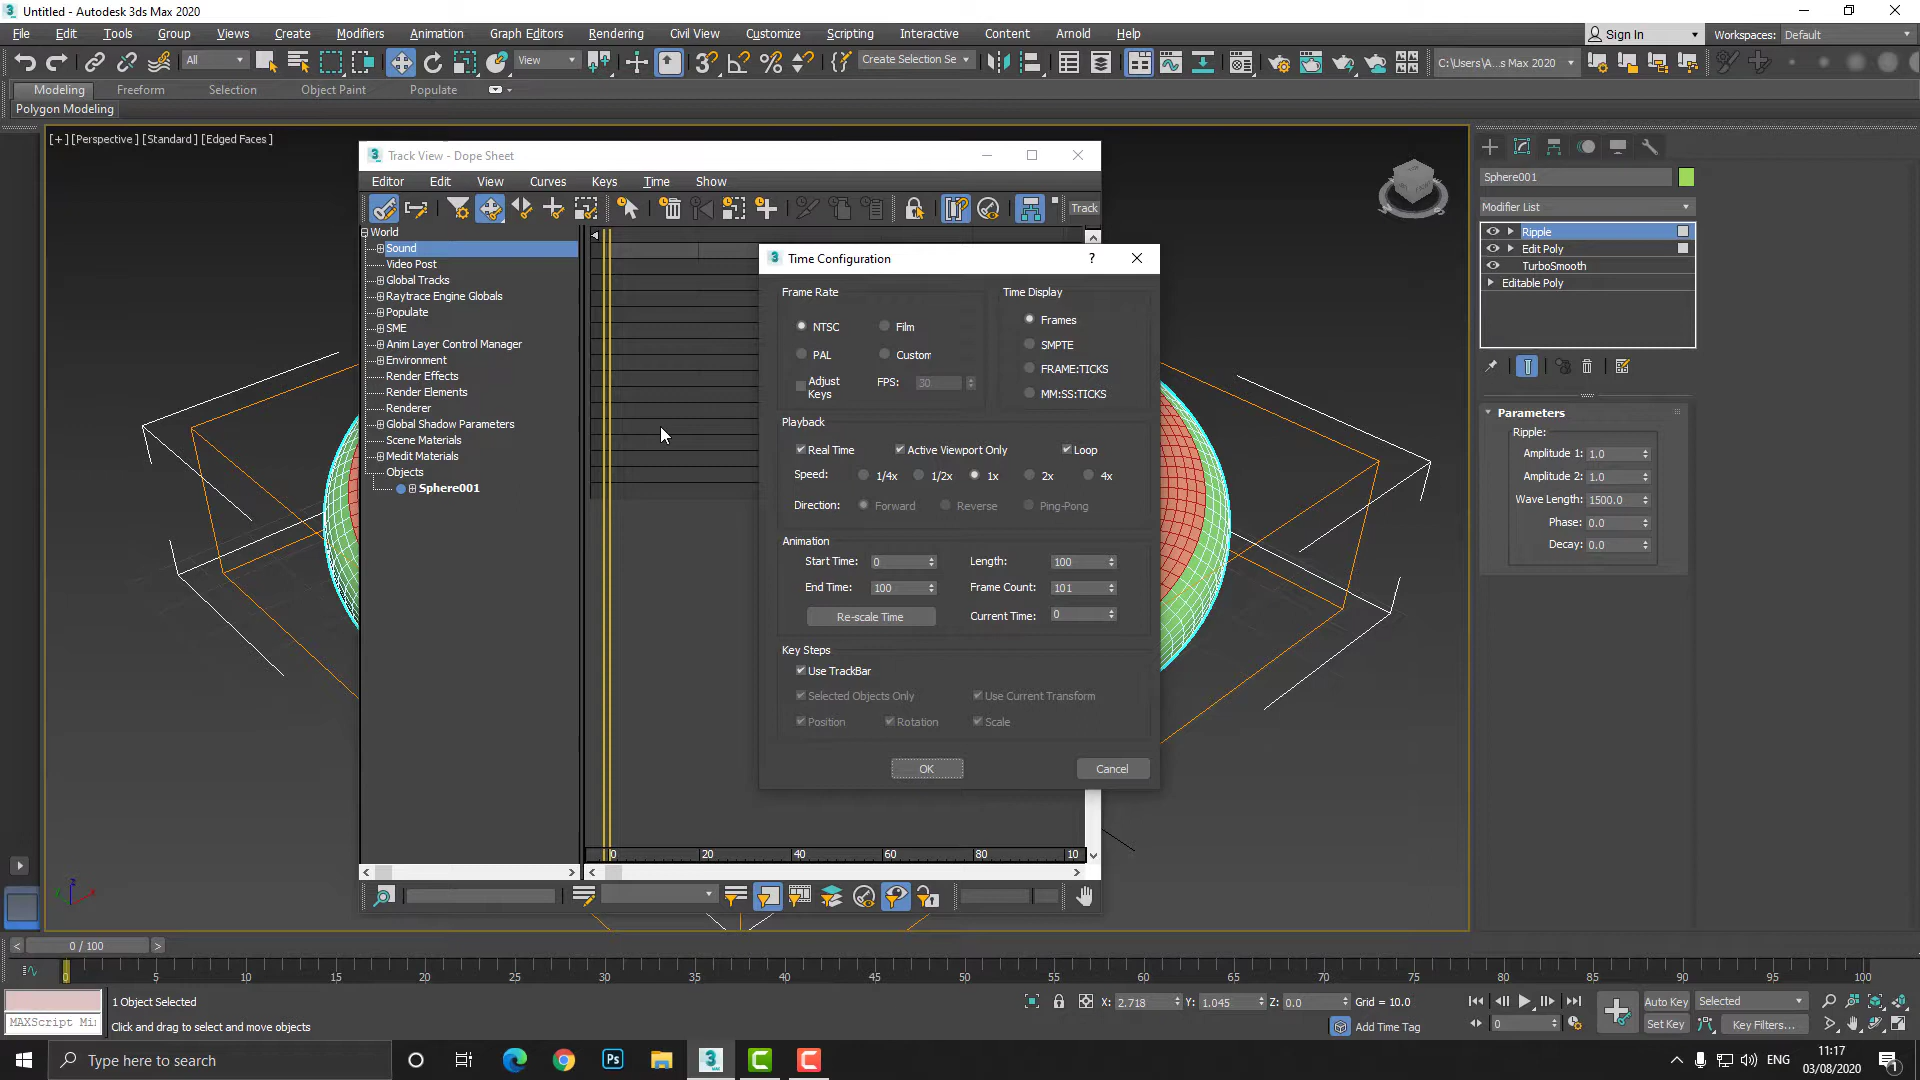 Untitled - Autodesk 3ds Max 2020
File Edit Tools Group Views Create Modifiers Animation Graph Editors Rendering Civil View Customize Scripting Interactive Content Arnold Help
Sign In
Workspaces: Default
All
View
Create Selection Se
C:\Users\A...s Max 2020
Modeling Freeform Selection Object Paint Populate
Polygon Modeling
[+] [Perspective] [Standard] [Edged Faces]
Track View - Dope Sheet
Editor Edit View Curves Keys Time Show
Track
World
Sound
Video Post
Global Tracks
Raytrace Engine Globals
Populate
SME
Anim Layer Control Manager
Environment
Render Effects
Render Elements
Renderer
Global Shadow Parameters
Scene Materials
Medit Materials
Objects
Sphere001
0 20 40 60 80 10
Time Configuration
?
Frame Rate
Time Display
NTSC Film
Frames
PAL Custom
SMPTE
Adjust Keys
FPS: 30
FRAME:TICKS
MM:SS:TICKS
Playback
Real Time Active Viewport Only Loop
Speed: 1/4x 1/2x 1x 2x 4x
Direction: Forward Reverse Ping-Pong
Animation
Start Time: 0 Length: 100
End Time: 100 Frame Count: 101
Re-scale Time Current Time: 0
Key Steps
Use TrackBar
Selected Objects Only Use Current Transform
Position Rotation Scale
OK Cancel
Sphere001
Modifier List
Ripple
Edit Poly
TurboSmooth
Editable Poly
Parameters
Ripple:
Amplitude 1: 1.0
Amplitude 2: 1.0
Wave Length: 1500.0
Phase: 0.0
Decay: 0.0
< 0 / 100 >
0 5 10 15 20 25 30 35 40 45 50 55 60 65 70 75 80 85 90 95 100
1 Object Selected
MAXScript Mi
Click and drag to select and move objects
X: 2.718 Y: 1.045 Z: 0.0 Grid = 10.0
Add Time Tag
0
Auto Key Selected
Set Key Key Filters...
Type here to search
ENG
11:17
03/08/2020
1